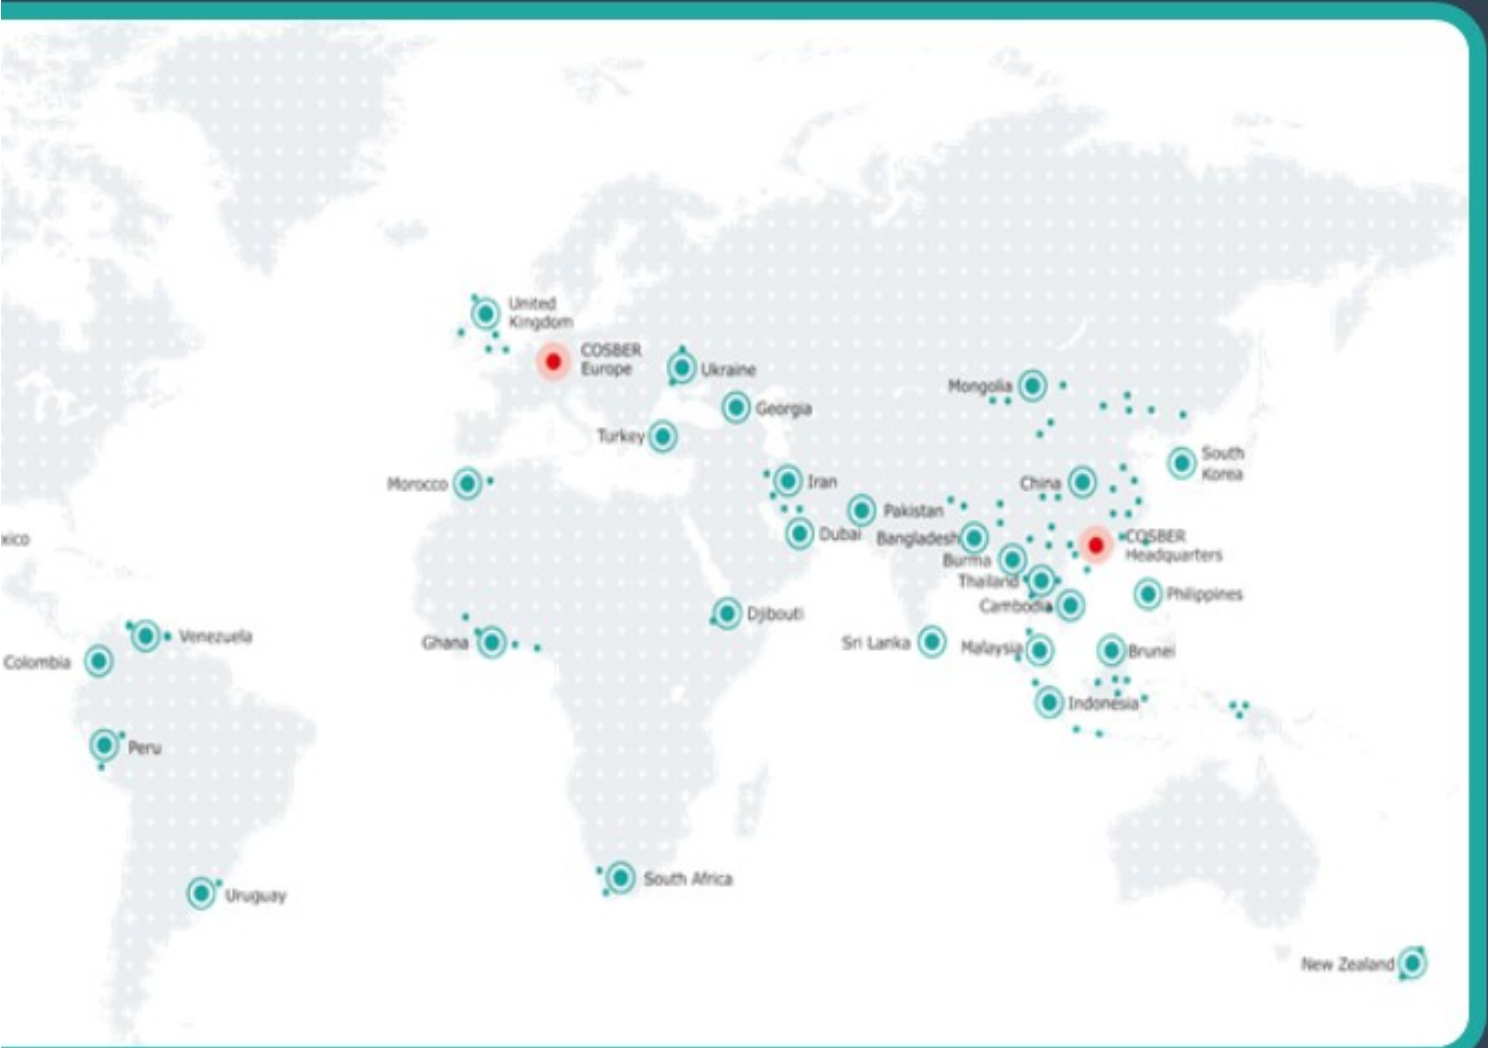 United
Kingdom
COSBER
Europe
Ukraine
Mongolia
Georgia
Turkey
South
Korea
Morocco
Iran
China
Pakistan
Dubai
Bangladesh
COSBER
Headquarters
xico
Burma
Thailand
Philippines
Cambodia
Djibouti
Venezuela
Ghana
Sri Lanka
Malaysia
Brunei
Colombia
Indonesia
Peru
South Africa
Uruguay
New Zealand